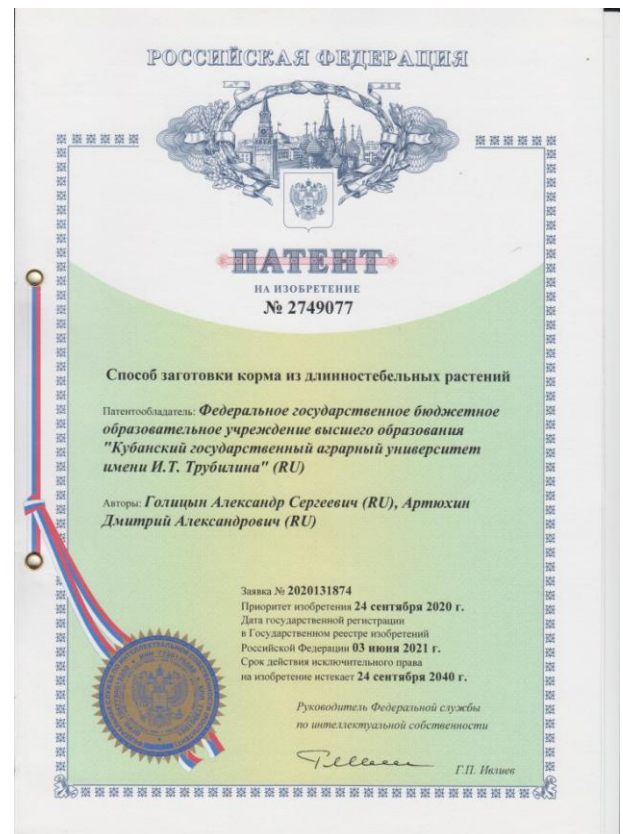 РОССИЙСКАЯ ФЕДЕРАЦИЯ
ПАТЕНТ
НА ИЗОБРЕТЕНИЕ
№ 2749077
Способ заготовки корма из длинностебельных растений
Патентообладатель: Федеральное государственное бюджетное
образовательное учреждение высшего образования
"Кубанский государственный аграрный университет
имени И.Т. Трубилина" (RU)
Авторы: Голицын Александр Сергеевич (RU), Артюхин
Дмитрий Александрович (RU)
Заявка № 2020131874
Приоритет изобретения 24 сентября 2020 г.
Дата государственной регистрации
в Государственном реестре изобретений
Российской Федерации 03 июня 2021 г.
Срок действия исключительного права
на изобретение истекает 24 сентября 2040 г.
Руководитель Федеральной службы
по интеллектуальной собственности
Г.П. Ивлиев